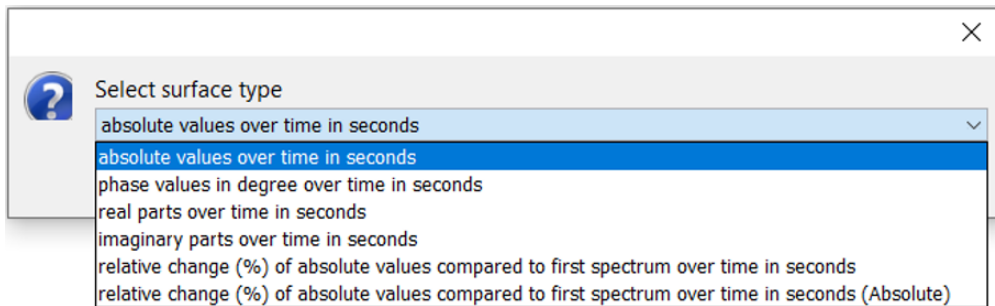 Select surface type
absolute values over time in seconds
absolute values over time in seconds
phase values in degree over time in seconds
real parts over time in seconds
imaginary parts over time in seconds
relative change (%) of absolute values compared to first spectrum over time in seconds
relative change (%) of absolute values compared to first spectrum over time in seconds (Absolute)